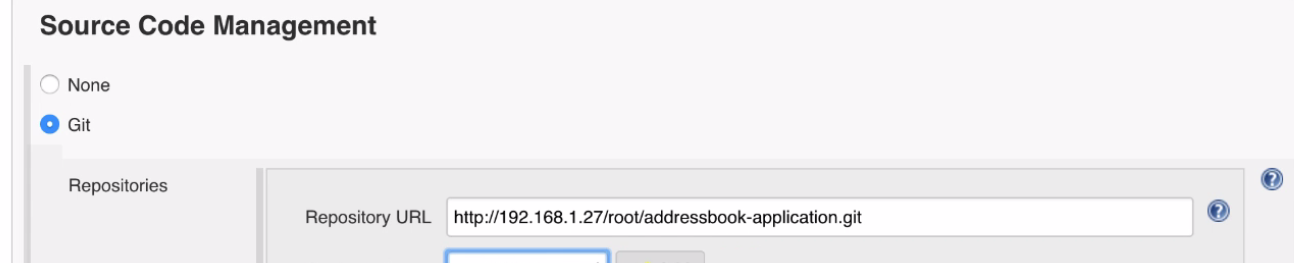 Source Code Management
None
Git
Repositories
Repository URL http://192.168.1.27/root/addressbook-application.git